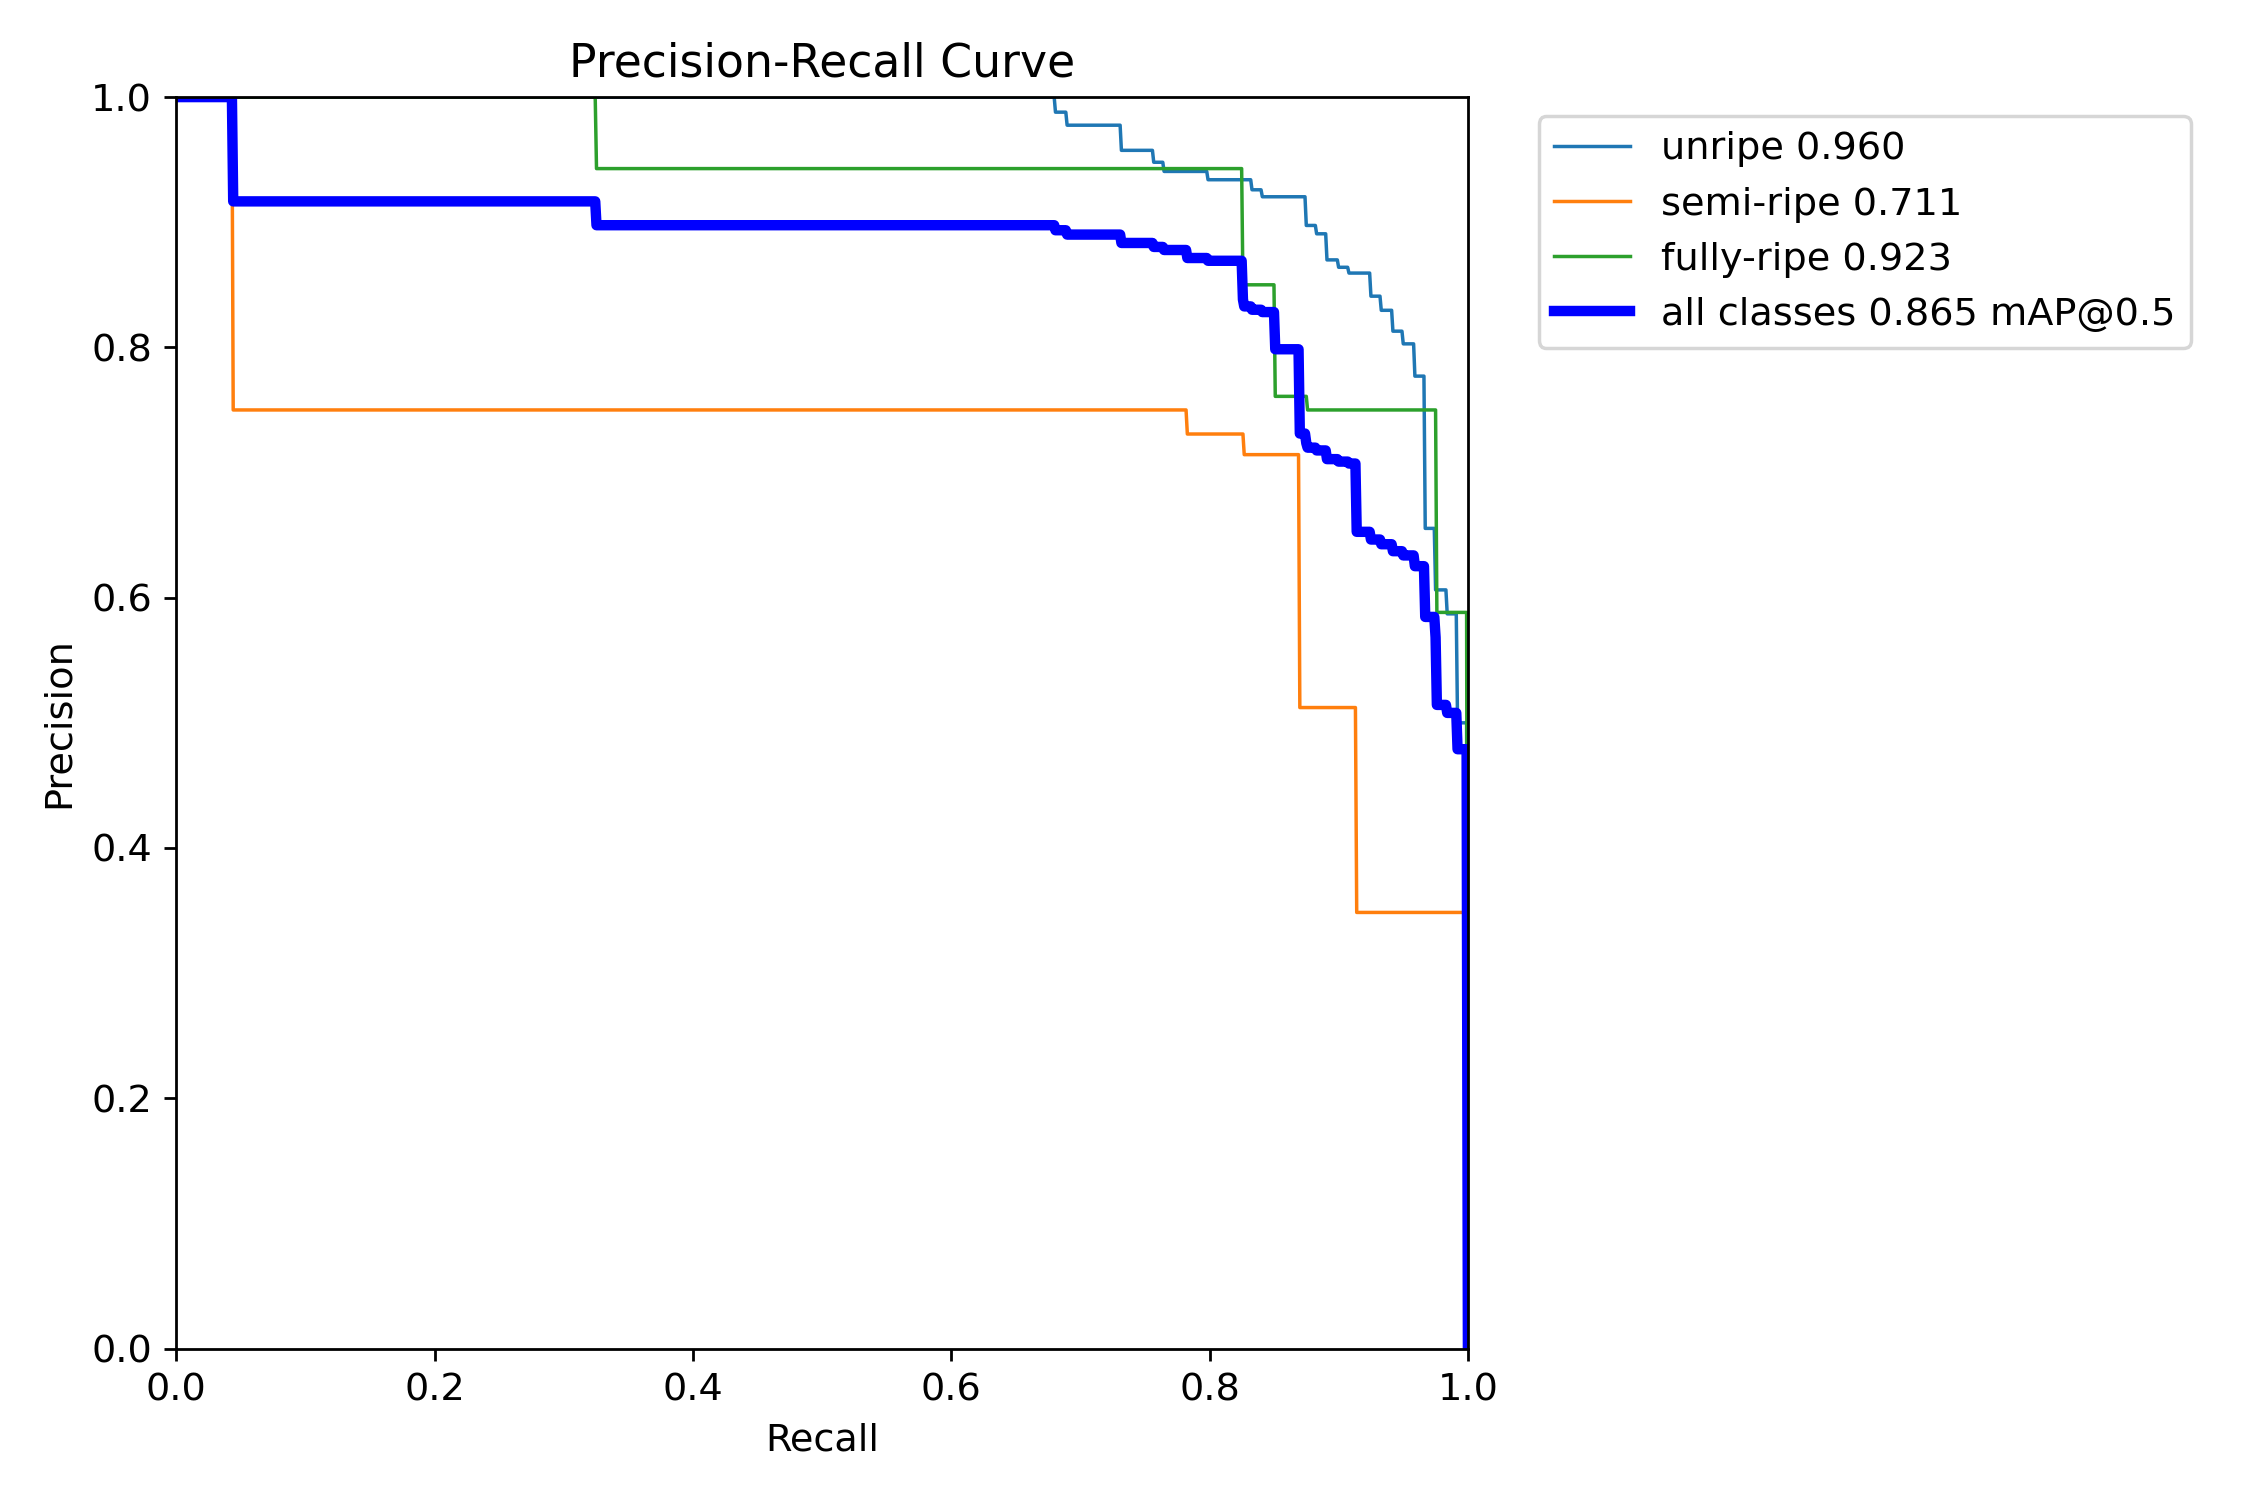 Precision-Recall Curve
1.0
0.8
0.6
0.4
0.2
0.0
Precision
0.0 0.2 0.4 0.6 0.8 1.0
Recall
unripe 0.960
semi-ripe 0.711
fully-ripe 0.923
all classes 0.865 mAP@0.5